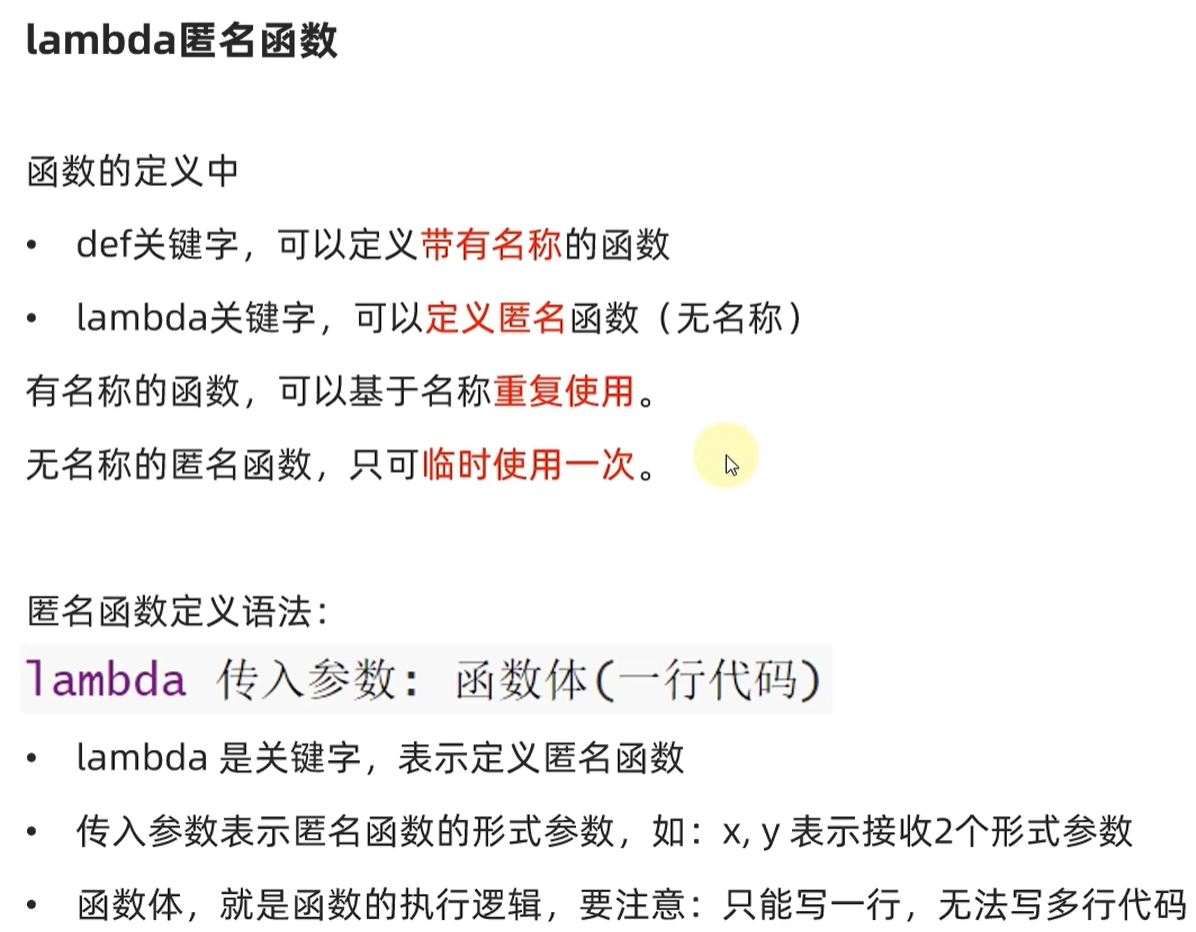 lambda匿名函数
函数的定义中
• def关键字，可以定义带有名称的函数
• lambda关键字，可以定义匿名函数（无名称）
有名称的函数，可以基于名称重复使用。
无名称的匿名函数，只可临时使用一次。
匿名函数定义语法：
lambda 传入参数: 函数体(一行代码)
• lambda 是关键字，表示定义匿名函数
• 传入参数表示匿名函数的形式参数，如：x, y 表示接收2个形式参数
• 函数体，就是函数的执行逻辑，要注意：只能写一行，无法写多行代码